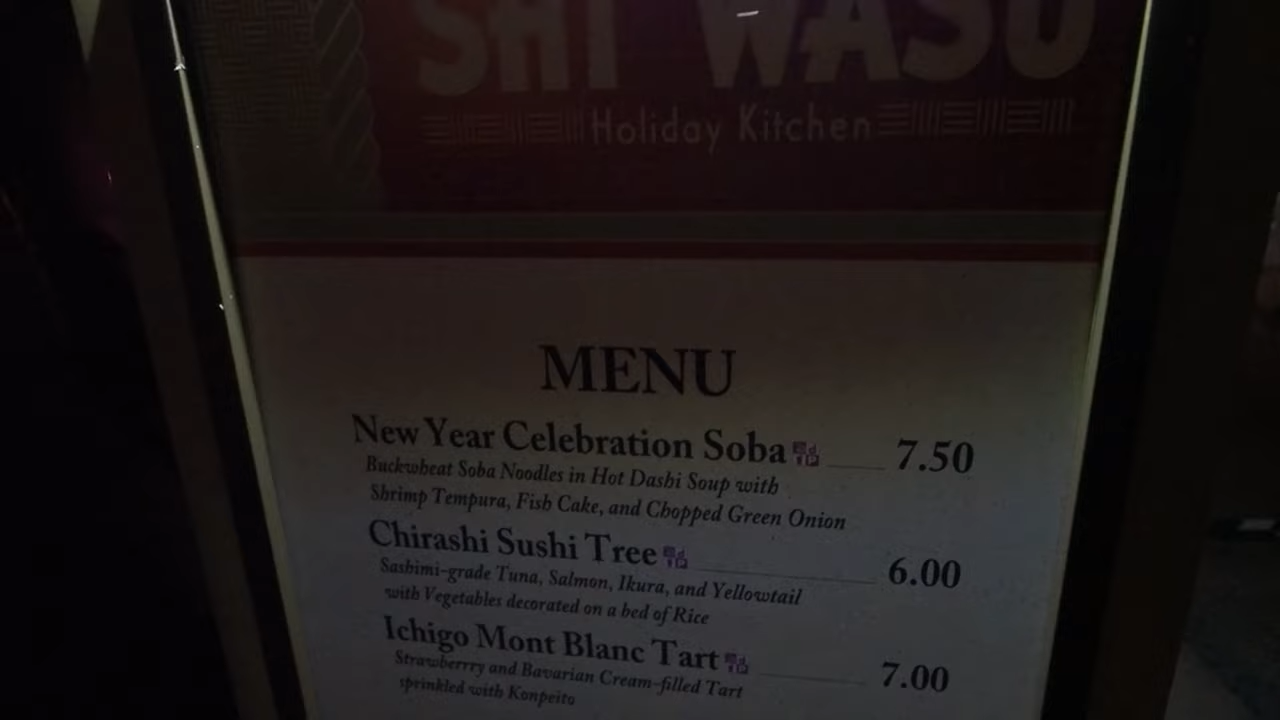 SHI WASU
Holiday Kitchen
MENU
New Year Celebration Soba 7.50
Buckwheat Soba Noodles in Hot Dashi Soup with
Shrimp Tempura, Fish Cake, and Chopped Green Onion
Chirashi Sushi Tree 6.00
Sashimi-grade Tuna, Salmon, Ikura, and Yellowtail
with Vegetables decorated on a bed of Rice
Ichigo Mont Blanc Tart 7.00
Strawberrry and Bavarian Cream-filled Tart
sprinkled with Konpeito